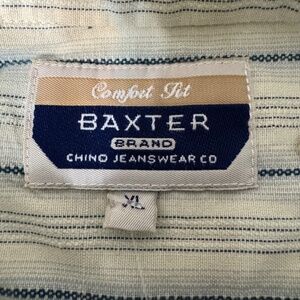 Comfort Fit
BAXTER
BRAND
CHINO JEANSWEAR CO
XL